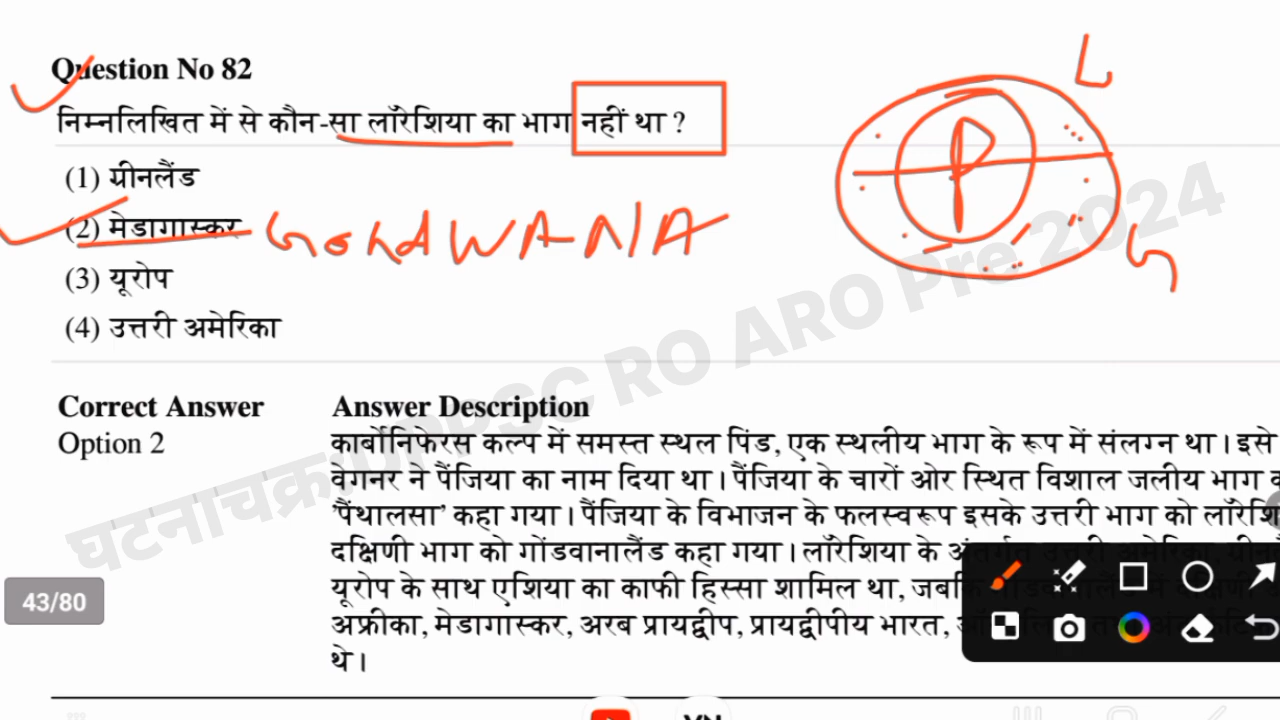 Question No 82
निम्नलिखित में से कौन-सा लॉरेशिया का भाग नहीं था ?
(1) ग्रीनलैंड
(2) मेडागास्कर
GONDWANA
(3) यूरोप
(4) उत्तरी अमेरिका
L
P
G
Correct Answer
Option 2
Answer Description
कार्बोनिफेरस कल्प में समस्त स्थल पिंड, एक स्थलीय भाग के रूप में संलग्न था। इसे
वेगनर ने पैंजिया का नाम दिया था। पैंजिया के चारों ओर स्थित विशाल जलीय भाग
'पैंथालसा' कहा गया। पैंजिया के विभाजन के फलस्वरूप इसके उत्तरी भाग को
दक्षिणी भाग को गोंडवानालैंड कहा गया। लॉरेशिया के अंतर्गत उत्तरी अमेरिका,
यूरोप के साथ एशिया का काफी हिस्सा शामिल था,
अफ्रीका, मेडागास्कर, अरब प्रायद्वीप, प्रायद्वीपीय भारत,
थे।
घटनाचक्र UPPSC RO ARO Pre 2024
43/80